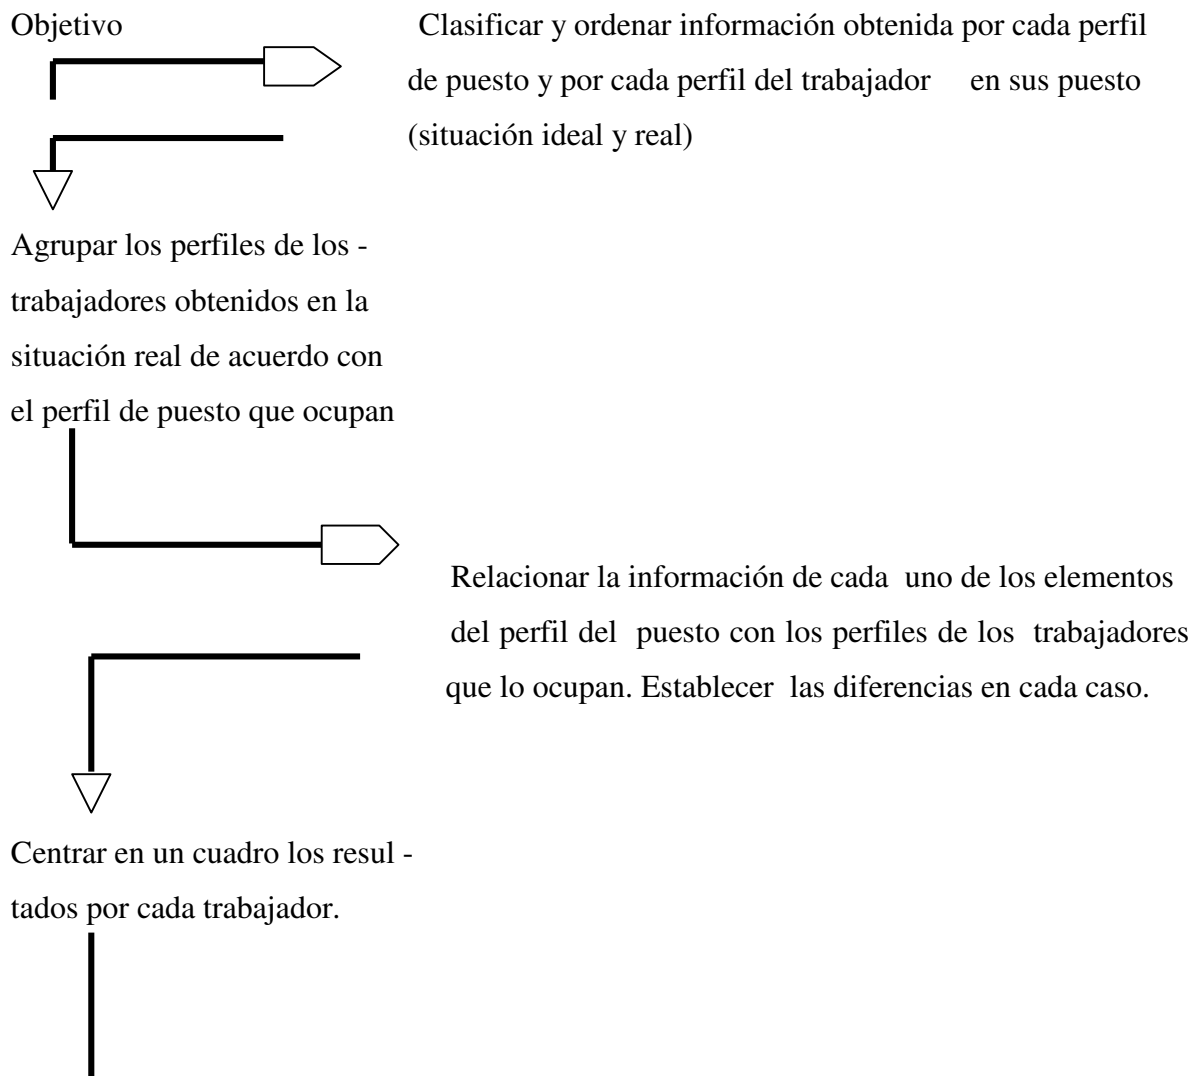 Objetivo
Clasificar y ordenar información obtenida por cada perfil
de puesto y por cada perfil del trabajador en sus puesto
(situación ideal y real)
Agrupar los perfiles de los -
trabajadores obtenidos en la
situación real de acuerdo con
el perfil de puesto que ocupan
Relacionar la información de cada uno de los elementos
del perfil del puesto con los perfiles de los trabajadores
que lo ocupan. Establecer las diferencias en cada caso.
Centrar en un cuadro los resul -
tados por cada trabajador.